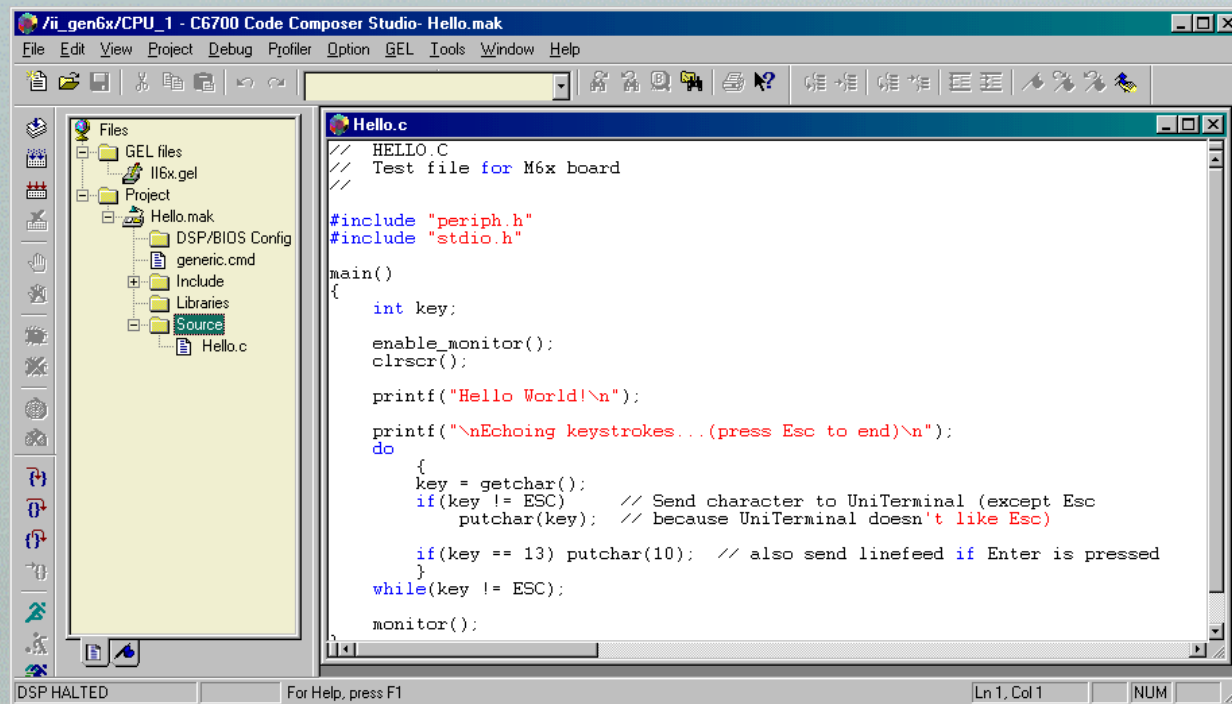 /ii_gen6x/CPU_1 - C6700 Code Composer Studio- Hello.mak
File Edit View Project Debug Profiler Option GEL Tools Window Help
Files
GEL files
II6x.gel
Project
Hello.mak
DSP/BIOS Config
generic.cmd
Include
Libraries
Source
Hello.c
Hello.c
//  HELLO.C
//  Test file for M6x board
//
#include "periph.h"
#include "stdio.h"
main()
{
    int key;
    enable_monitor();
    clrscr();
    printf("Hello World!\n");
    printf("\nEchoing keystrokes...(press Esc to end)\n");
    do
        {
        key = getchar();
        if(key != ESC)     // Send character to UniTerminal (except Esc
            putchar(key);  // because UniTerminal doesn't like Esc)
        if(key == 13) putchar(10);  // also send linefeed if Enter is pressed
        }
    while(key != ESC);
    monitor();
DSP HALTED
For Help, press F1
Ln 1, Col 1
NUM